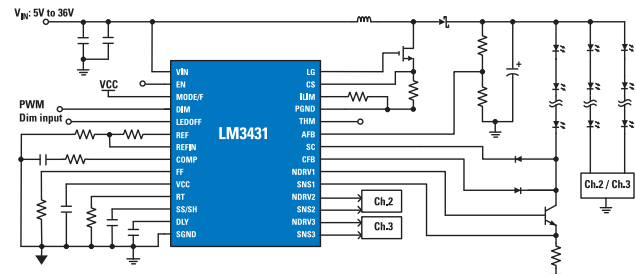 VIN: 5V to 36V
VCC
PWM
Dim input
LM3431
VIN
EN
MODE/F
DIM
LEDOFF
REF
REFIN
COMP
FF
VCC
RT
SS/SH
DLY
SGND
LG
CS
ILIM
PGND
THM
AFB
SC
CFB
NDRV1
SNS1
NDRV2
SNS2
NDRV3
SNS3
Ch.2
Ch.3
+
Ch.2 / Ch.3